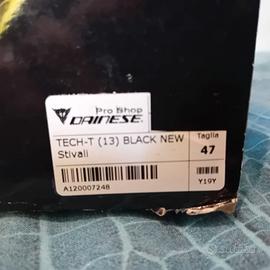 Pro Shop
DAINESE
TECH-T (13) BLACK NEW
Stivali
Taglia
47
A120007248
Y19Y